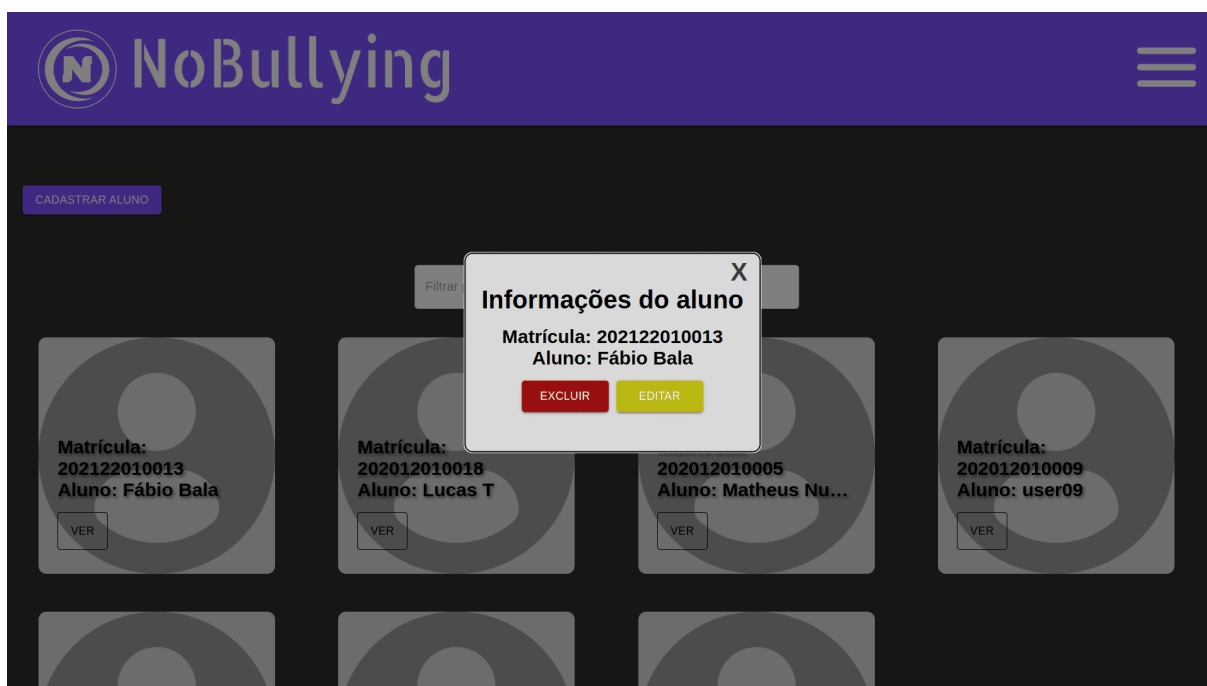 N NoBullying
CADASTRAR ALUNO
Filtrar
X
Informações do aluno
Matrícula: 202122010013
Aluno: Fábio Bala
EXCLUIR EDITAR
Matrícula:
202122010013
Aluno: Fábio Bala
VER
Matrícula:
202012010018
Aluno: Lucas T
VER
202012010005
Aluno: Matheus Nu...
VER
Matrícula:
202012010009
Aluno: user09
VER